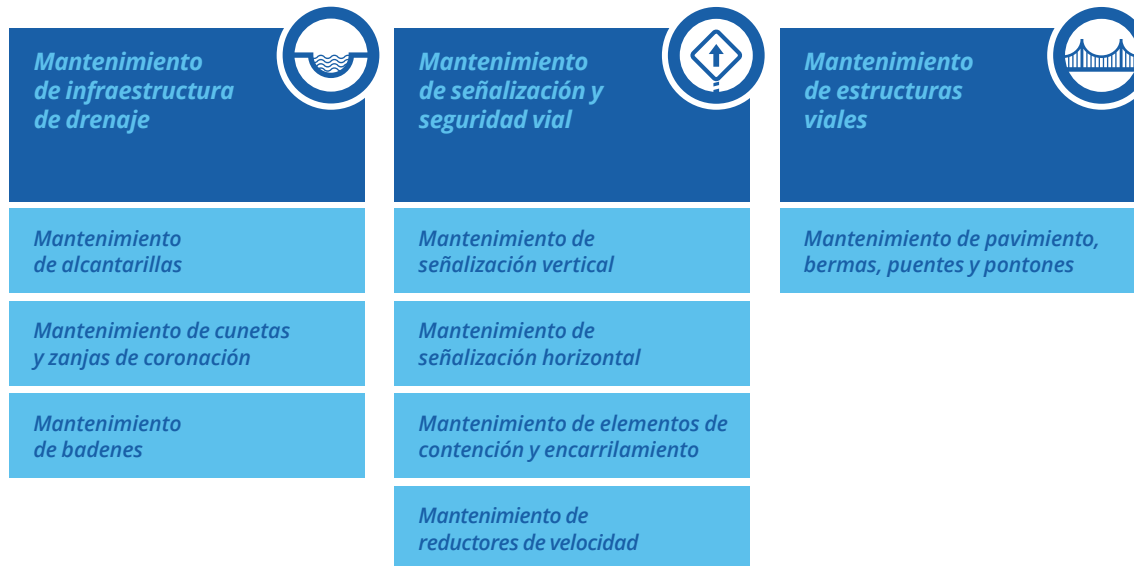 Mantenimiento
de infraestructura
de drenaje
Mantenimiento
de alcantarillas
Mantenimiento de cunetas
y zanjas de coronación
Mantenimiento
de badenes
Mantenimiento
de señalización y
seguridad vial
Mantenimiento de
señalización vertical
Mantenimiento de
señalización horizontal
Mantenimiento de elementos de
contención y encarrilamiento
Mantenimiento de
reductores de velocidad
Mantenimiento
de estructuras
viales
Mantenimiento de pavimiento,
bermas, puentes y pontones